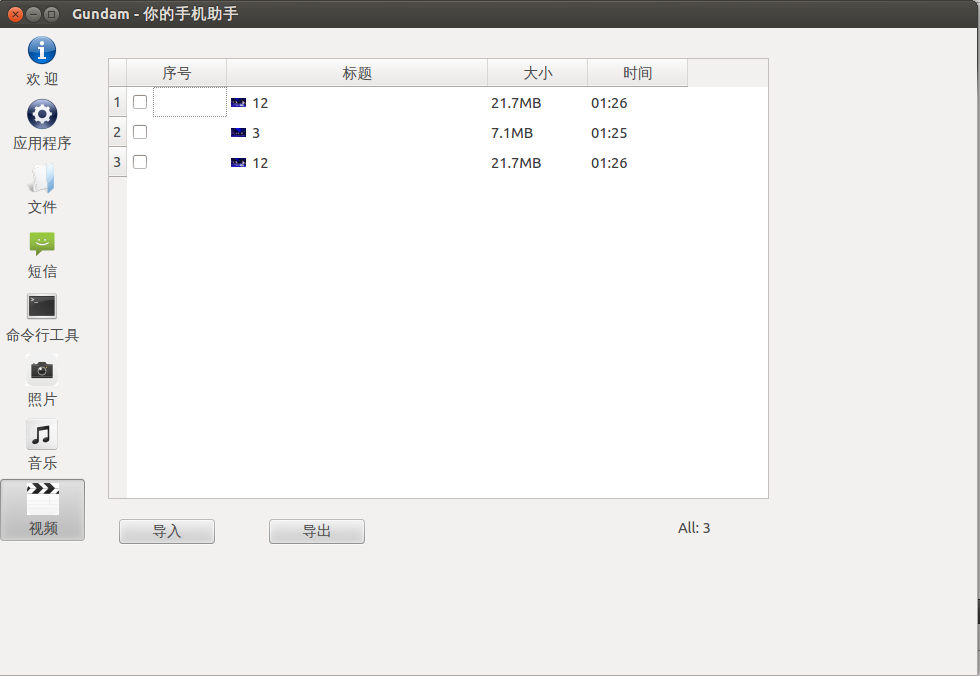 Gundam - 你的手机助手
欢 迎
应用程序
文件
短信
命令行工具
照片
音乐
视频
序号 标题 大小 时间
1 12 21.7MB 01:26
2 3 7.1MB 01:25
3 12 21.7MB 01:26
导入 导出 All: 3